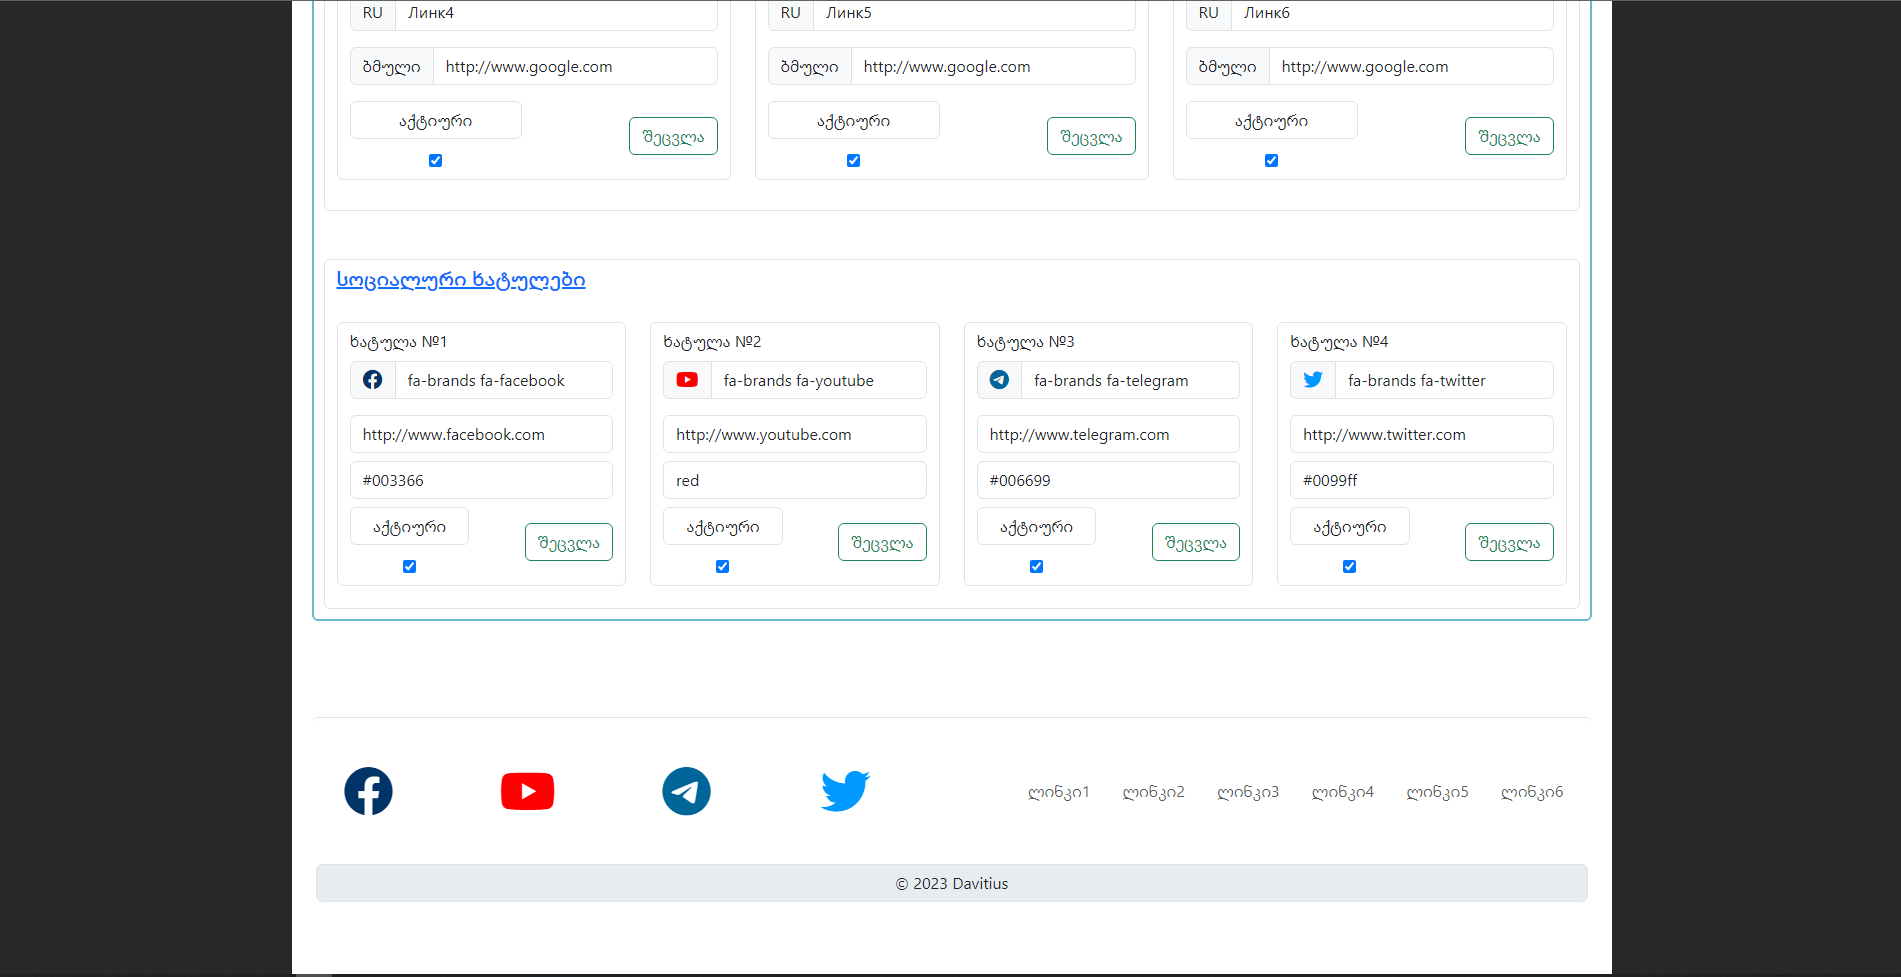 RU Линк4 RU Линк5 RU Линк6
ბმული http://www.google.com ბმული http://www.google.com ბმული http://www.google.com
აქტიური აქტიური აქტიური
შეცვლა შეცვლა შეცვლა
სოციალური ხატულები
ხატულა №1 ხატულა №2 ხატულა №3 ხატულა №4
fa-brands fa-facebook fa-brands fa-youtube fa-brands fa-telegram fa-brands fa-twitter
http://www.facebook.com http://www.youtube.com http://www.telegram.com http://www.twitter.com
#003366 red #006699 #0099ff
აქტიური აქტიური აქტიური აქტიური
შეცვლა შეცვლა შეცვლა შეცვლა
ლინკი1 ლინკი2 ლინკი3 ლინკი4 ლინკი5 ლინკი6
© 2023 Davitius